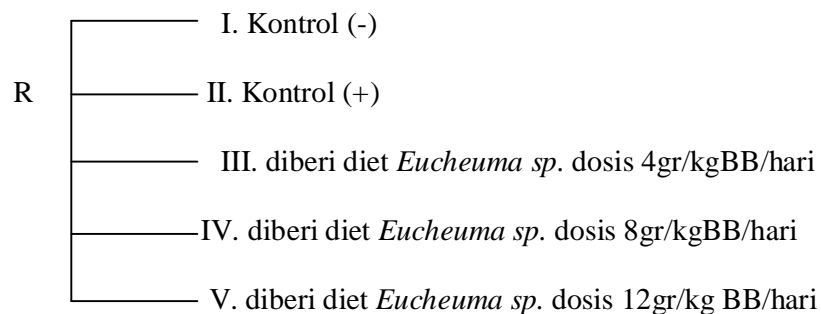 I. Kontrol (-)
R
II. Kontrol (+)
III. diberi diet Eucheuma sp. dosis 4gr/kgBB/hari
IV. diberi diet Eucheuma sp. dosis 8gr/kgBB/hari
V. diberi diet Eucheuma sp. dosis 12gr/kg BB/hari